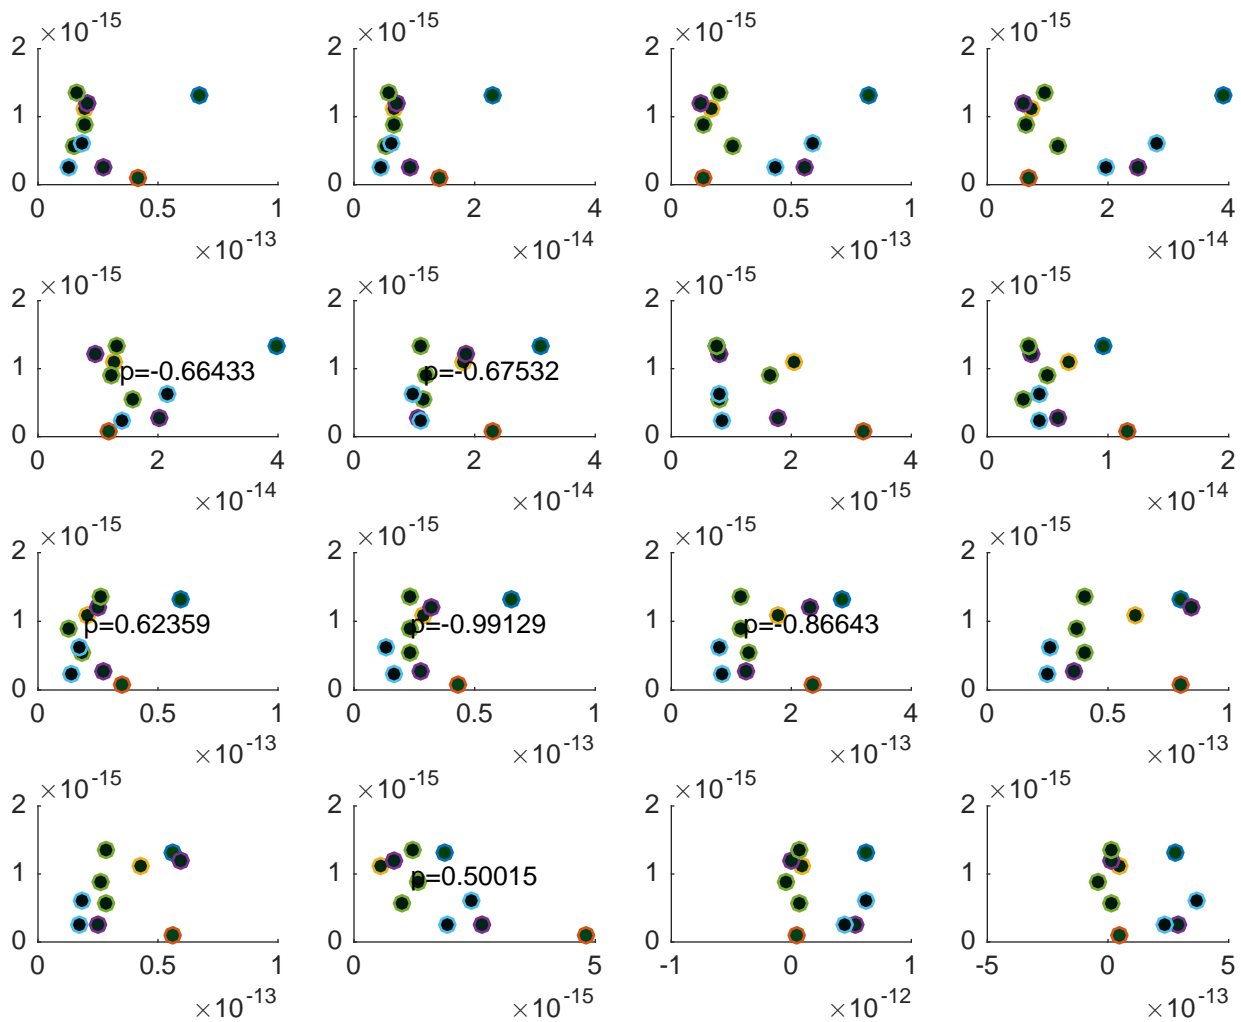 ×10-15 ×10-15 ×10-15 ×10-15
2 2 2 2
1 1 1 1
0 0 0 0
0 0.5 1 0 2 4 0 0.5 1 0 2 4
×10-13 ×10-14 ×10-13 ×10-14
×10-15 ×10-15 ×10-15 ×10-15
2 2 2 2
1 p=-0.66433 1 p=-0.67532 1 1
0 0 0 0
0 2 4 0 2 4 0 2 4 0 1 2
×10-14 ×10-14 ×10-15 ×10-14
×10-15 ×10-15 ×10-15 ×10-15
2 2 2 2
1 p=0.62359 1 p=-0.99129 1 p=-0.86643 1
0 0 0 0
0 0.5 1 0 0.5 1 0 2 4 0 0.5 1
×10-13 ×10-13 ×10-13 ×10-13
×10-15 ×10-15 ×10-15 ×10-15
2 2 2 2
1 1 p=0.50015 1 1
0 0 0 0
0 0.5 1 0 5 -1 0 1 -5 0 5
×10-13 ×10-15 ×10-12 ×10-13